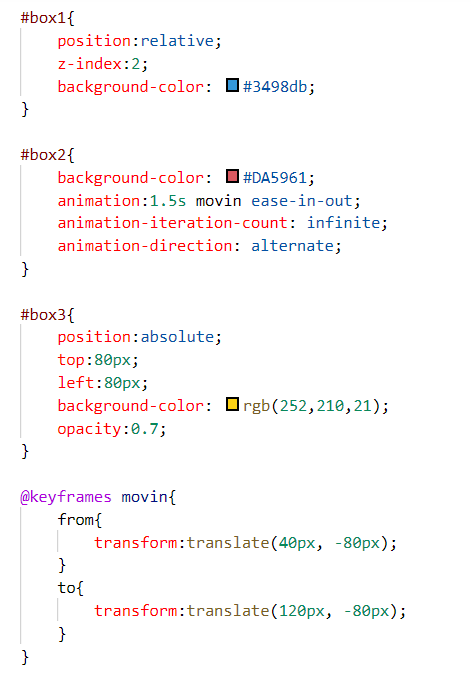 #box1{
    position:relative;
    z-index:2;
    background-color: #3498db;
}

#box2{
    background-color: #DA5961;
    animation:1.5s movin ease-in-out;
    animation-iteration-count: infinite;
    animation-direction: alternate;
}

#box3{
    position:absolute;
    top:80px;
    left:80px;
    background-color: rgb(252,210,21);
    opacity:0.7;
}

@keyframes movin{
    from{
        transform:translate(40px, -80px);
    }
    to{
        transform:translate(120px, -80px);
    }
}